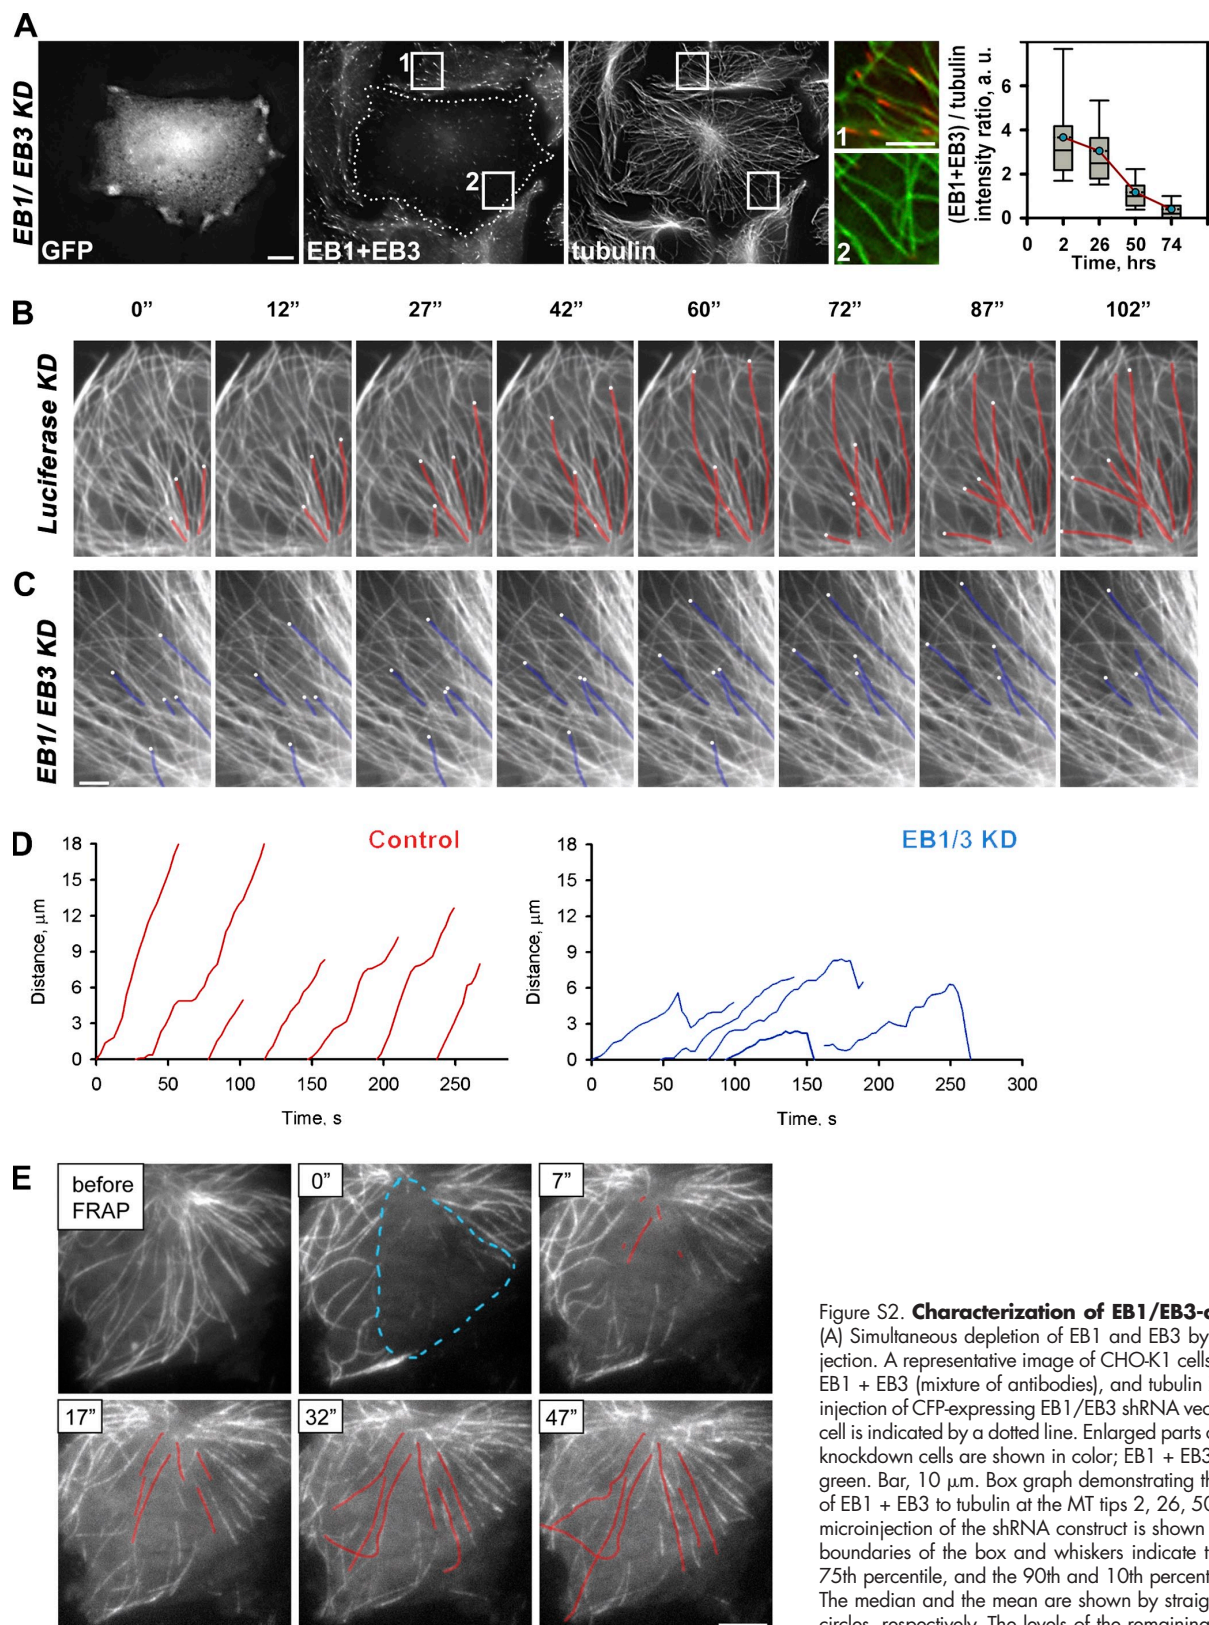 A
EB1/ EB3 KD
GFP
EB1+EB3
1
2
tubulin
1
2
(EB1+EB3) / tubulin
intensity ratio, a. u.
6
4
2
0
0 2 26 50 74
Time, hrs
B
0” 12” 27” 42” 60” 72” 87” 102”
Luciferase KD
C
EB1/ EB3 KD
D
Control
Distance, µm
18
15
12
9
6
3
0
0 50 100 150 200 250
Time, s
EB1/3 KD
Distance, µm
18
15
12
9
6
3
0
0 50 100 150 200 250 300
Time, s
E
before
FRAP
0”
7”
17”
32”
47”
Figure S2. Characterization of EB1/EB3-
(A) Simultaneous depletion of EB1 and EB3 by
jection. A representative image of CHO-K1 cells
EB1 + EB3 (mixture of antibodies), and tubulin
injection of CFP-expressing EB1/EB3 shRNA vec
cell is indicated by a dotted line. Enlarged parts
knockdown cells are shown in color; EB1 + EB3
green. Bar, 10 µm. Box graph demonstrating th
of EB1 + EB3 to tubulin at the MT tips 2, 26, 50
microinjection of the shRNA construct is shown
boundaries of the box and whiskers indicate t
75th percentile, and the 90th and 10th percent
The median and the mean are shown by straig
circles, respectively. The levels of the remaining